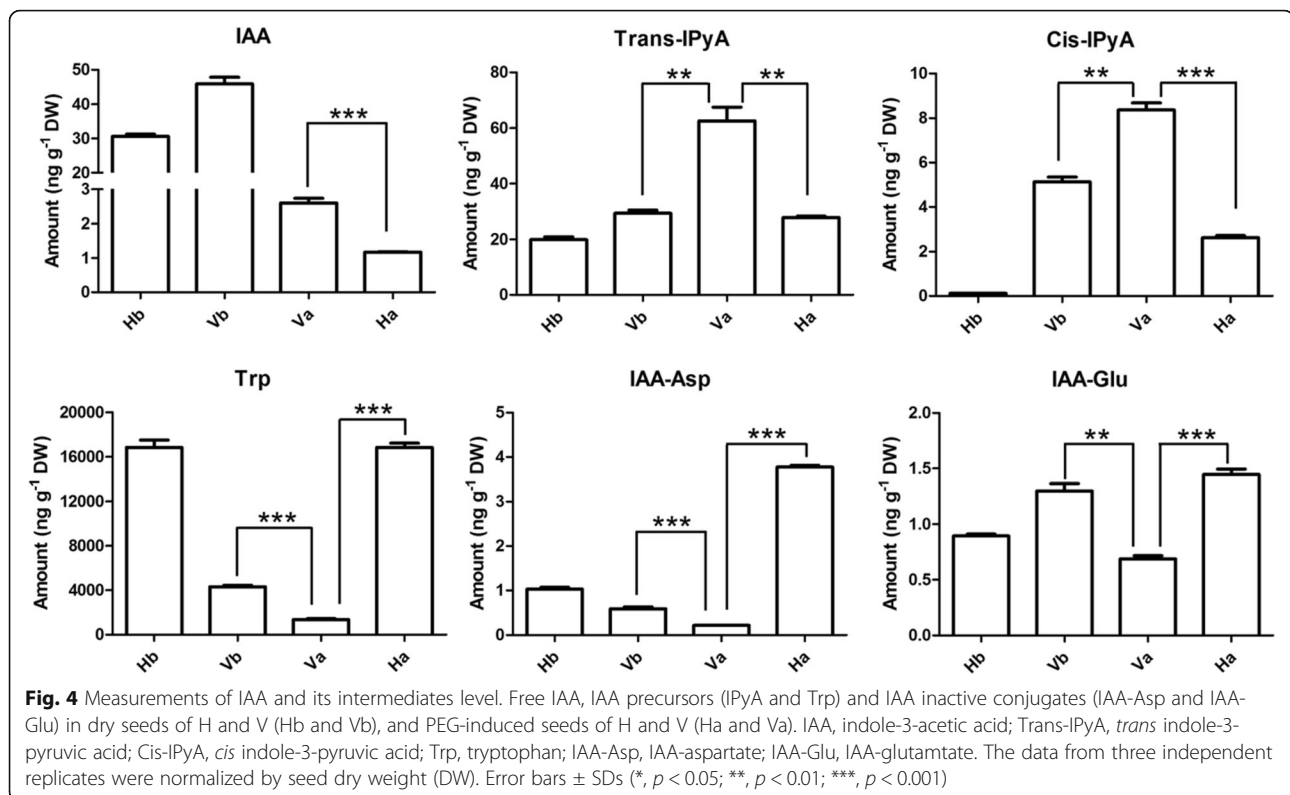 IAA
Amount (ng g⁻¹ DW)
50
40
30
20
3
2
1
0
***
Hb Vb Va Ha
Trans-IPyA
Amount (ng g⁻¹ DW)
80
60
40
20
0
** **
Hb Vb Va Ha
Cis-IPyA
Amount (ng g⁻¹ DW)
10
8
6
4
2
0
** ***
Hb Vb Va Ha
Trp
Amount (ng g⁻¹ DW)
20000
16000
12000
8000
4000
0
*** ***
Hb Vb Va Ha
IAA-Asp
Amount (ng g⁻¹ DW)
5
4
3
2
1
0
*** ***
Hb Vb Va Ha
IAA-Glu
Amount (ng g⁻¹ DW)
2.0
1.5
1.0
0.5
0.0
** ***
Hb Vb Va Ha
Fig. 4 Measurements of IAA and its intermediates level. Free IAA, IAA precursors (IPyA and Trp) and IAA inactive conjugates (IAA-Asp and IAA-
Glu) in dry seeds of H and V (Hb and Vb), and PEG-induced seeds of H and V (Ha and Va). IAA, indole-3-acetic acid; Trans-IPyA, trans indole-3-
pyruvic acid; Cis-IPyA, cis indole-3-pyruvic acid; Trp, tryptophan; IAA-Asp, IAA-aspartate; IAA-Glu, IAA-glutamtate. The data from three independent
replicates were normalized by seed dry weight (DW). Error bars ± SDs (*, p < 0.05; **, p < 0.01; ***, p < 0.001)